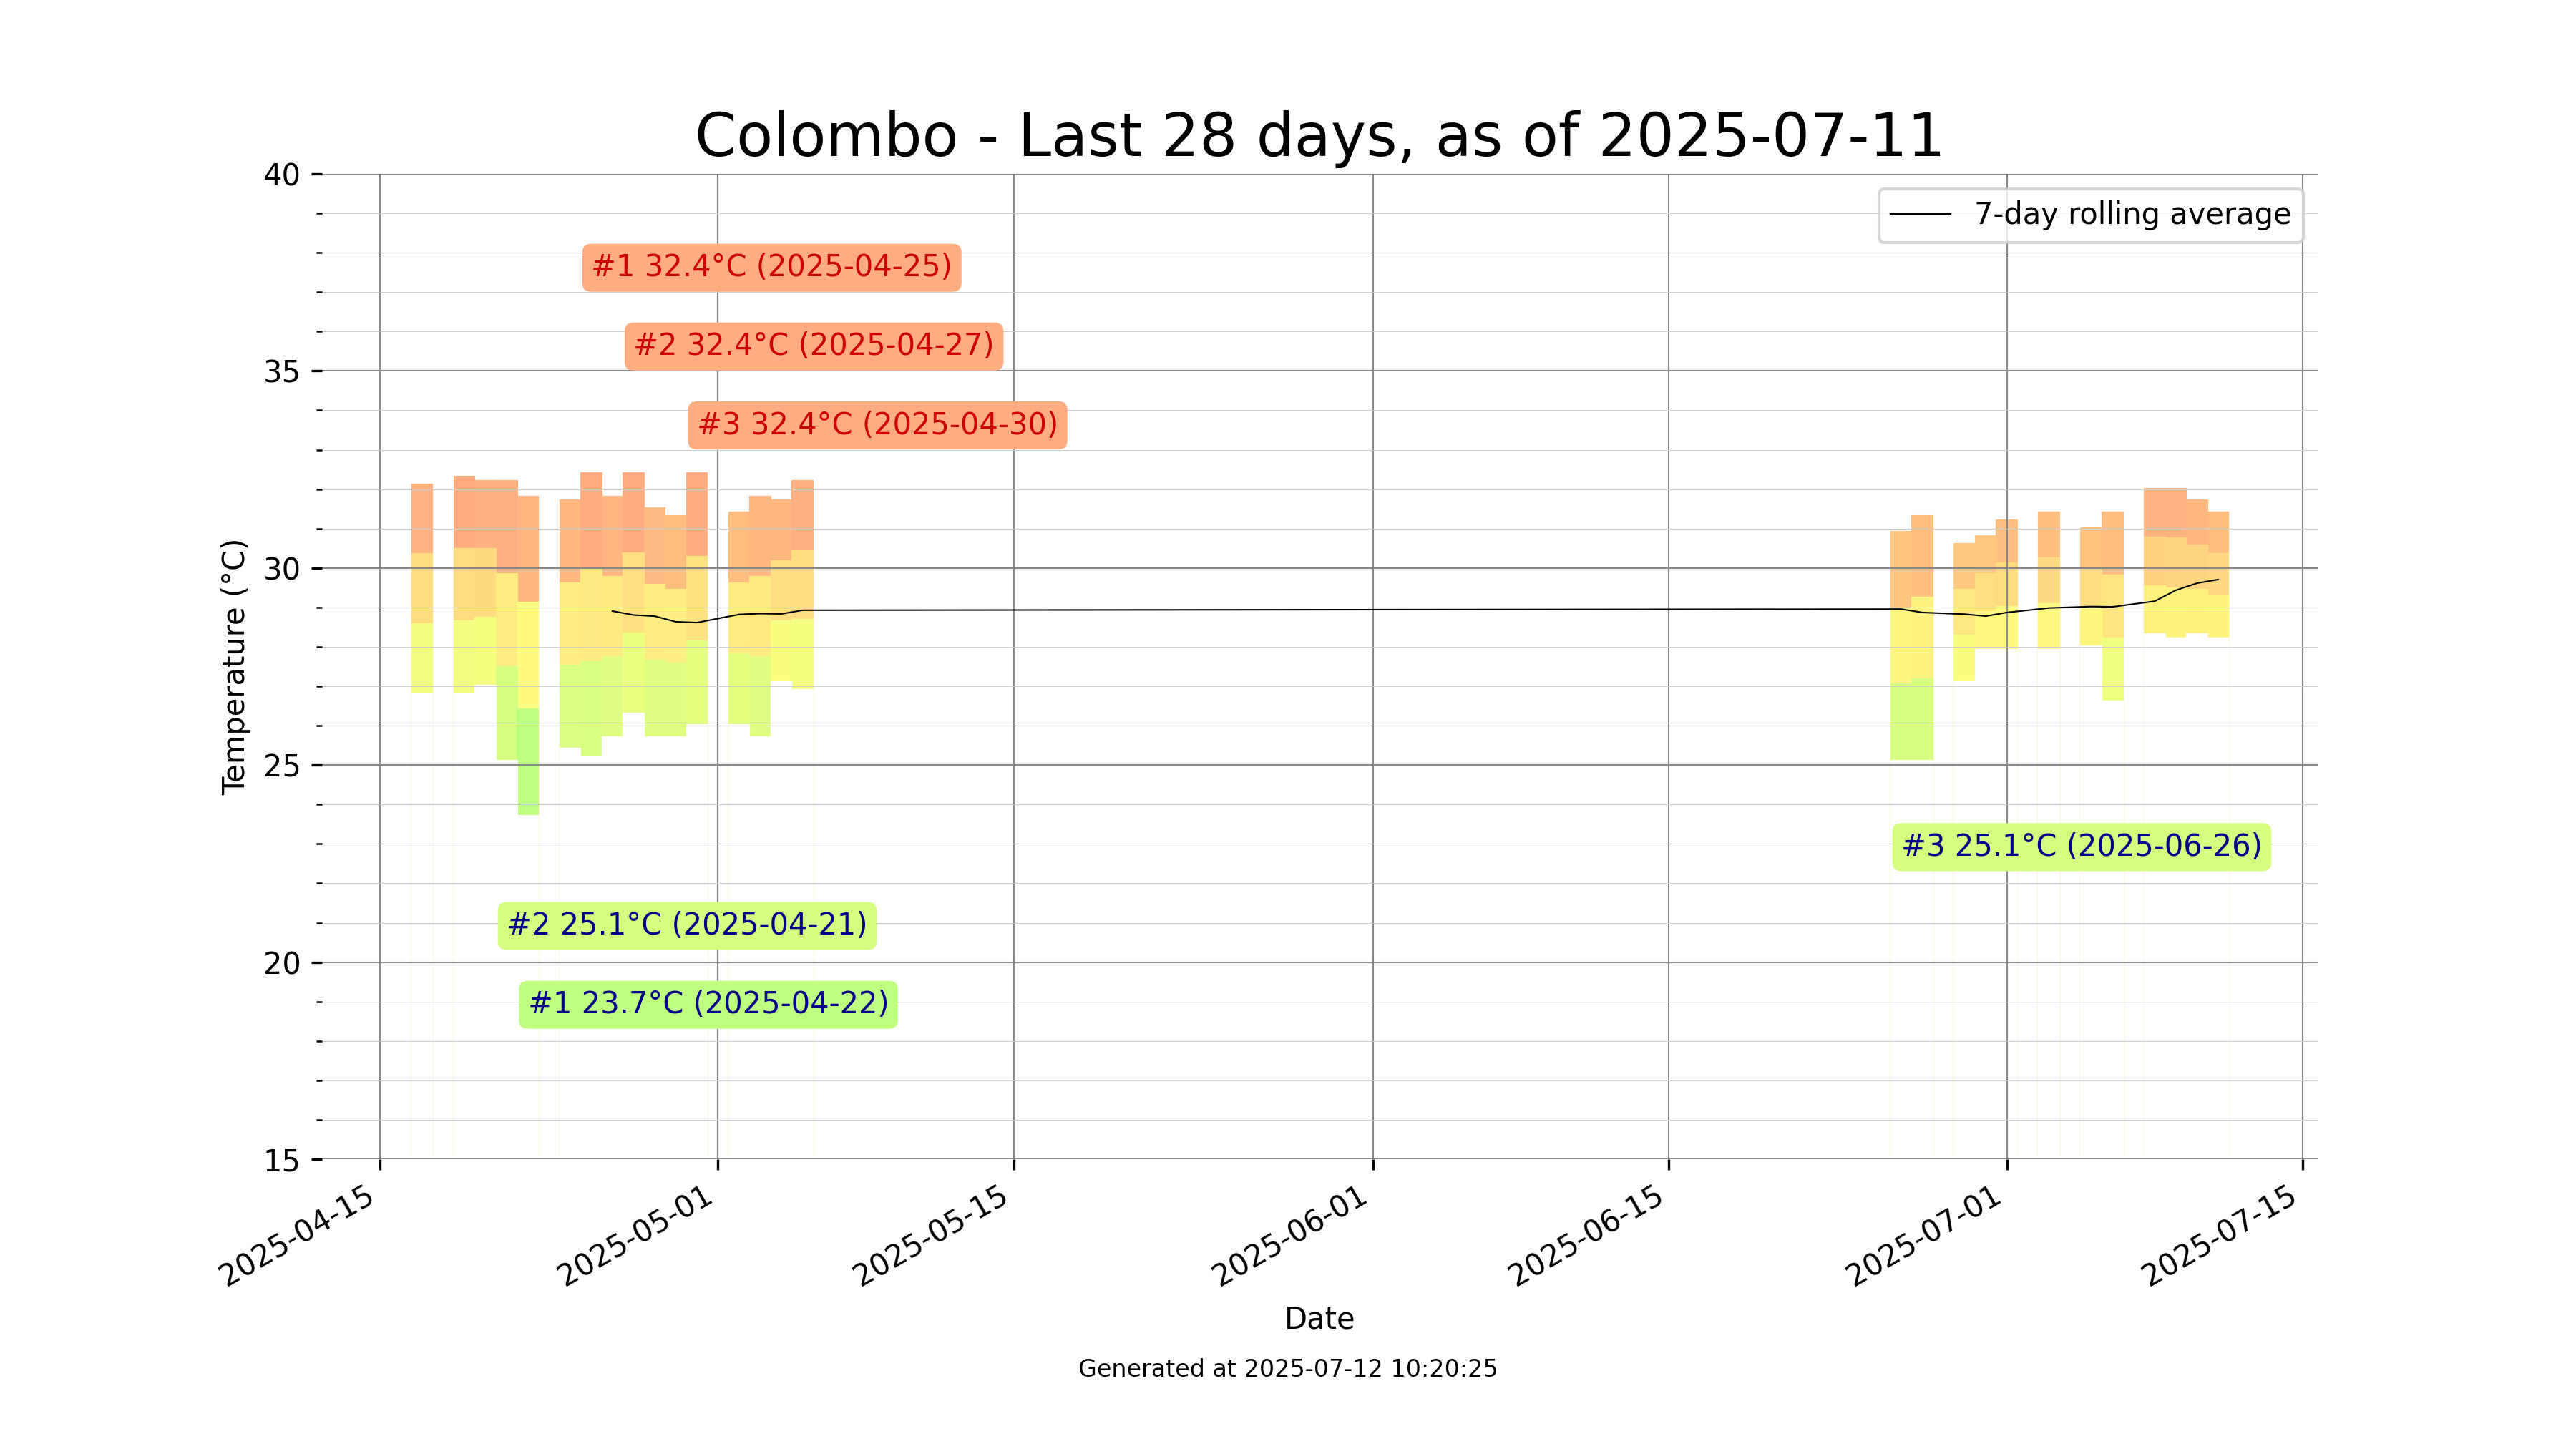 Colombo - Last 28 days, as of 2025-07-11
40
35
30
25
20
15
Temperature (°C)
7-day rolling average
#1 32.4°C (2025-04-25)
#2 32.4°C (2025-04-27)
#3 32.4°C (2025-04-30)
#3 25.1°C (2025-06-26)
#2 25.1°C (2025-04-21)
#1 23.7°C (2025-04-22)
2025-04-15
2025-05-01
2025-05-15
2025-06-01
2025-06-15
2025-07-01
2025-07-15
Date
Generated at 2025-07-12 10:20:25